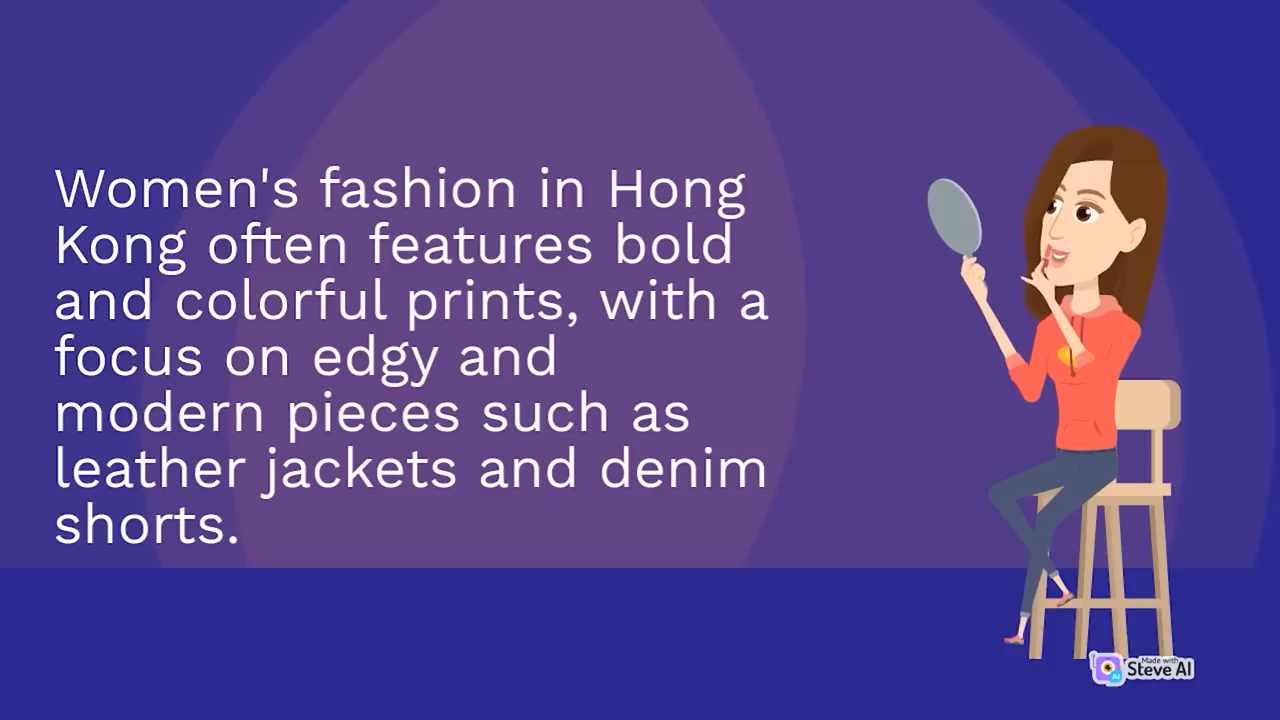 Women's fashion in Hong
Kong often features bold
and colorful prints, with a
focus on edgy and
modern pieces such as
leather jackets and denim
shorts.
Made with
Steve AI
AI